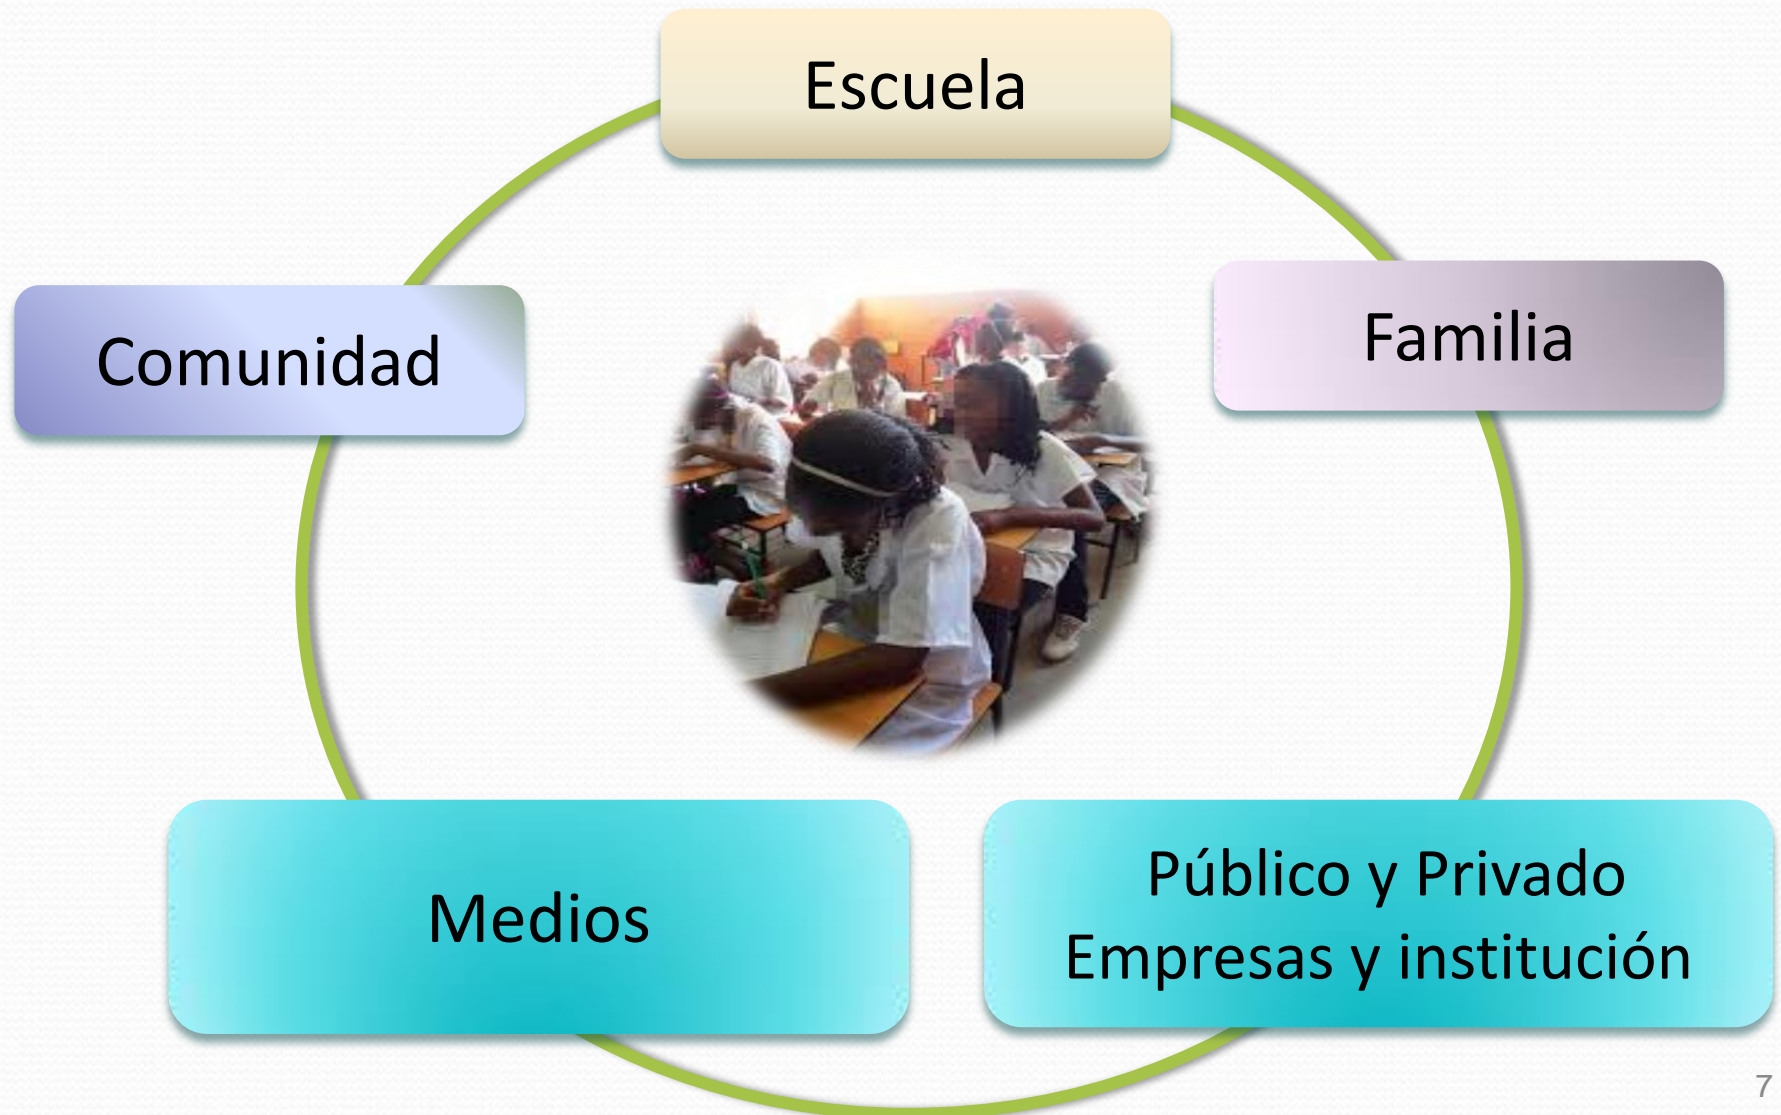 Escuela
Familia
Comunidad
Medios
Público y Privado
Empresas y institución
7